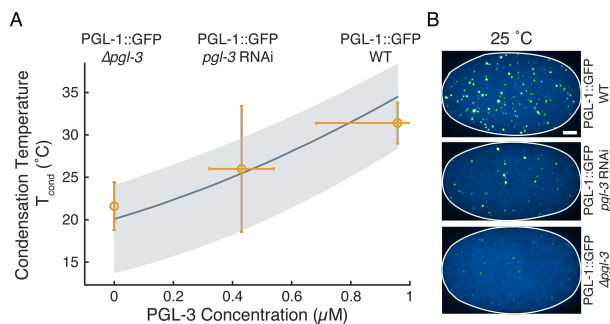 A
PGL-1::GFP
Δpgl-3
PGL-1::GFP
pgl-3 RNAi
PGL-1::GFP
WT
Condensation Temperature
Tcond (˚C)
35
30
25
20
15
0
0.2
0.4
0.6
0.8
1
PGL-3 Concentration (μM)
B
25 ˚C
PGL-1::GFP
WT
PGL-1::GFP
pgl-3 RNAi
PGL-1::GFP
Δpgl-3